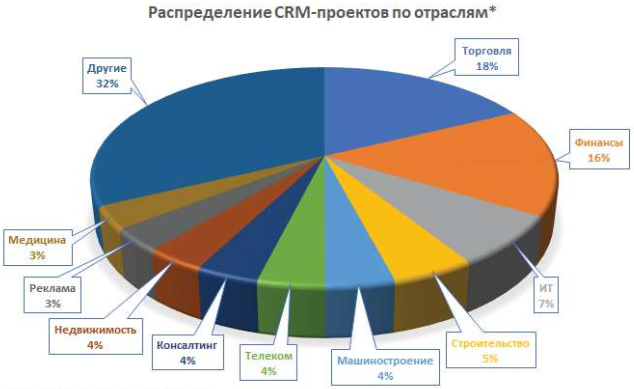 Распределение CRM-проектов по отраслям*
Торговля
18%
Финансы
16%
ИТ
7%
Строительство
5%
Машиностроение
4%
Телеком
4%
Консалтинг
4%
Недвижимость
4%
Реклама
3%
Медицина
3%
Другие
32%